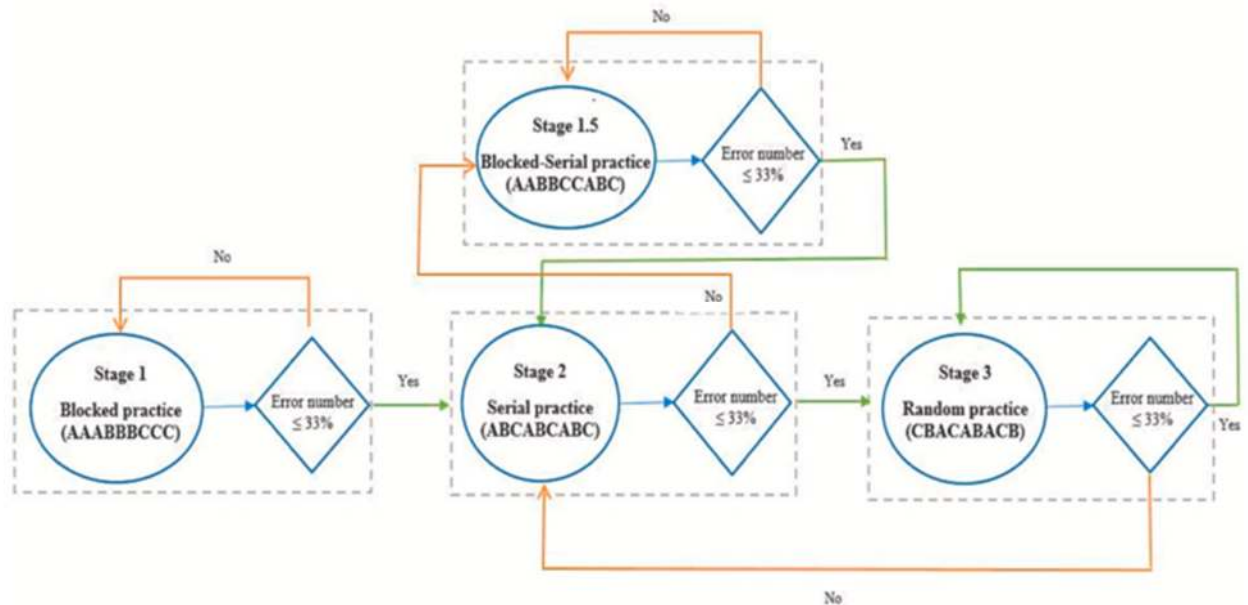 No
Stage 1.5
Blocked-Serial practice
(AABBCCABC)
Error number
≤ 33%
Yes
No
Stage 1
Blocked practice
(AAABBBCCC)
Error number
≤ 33%
Yes
No
Stage 2
Serial practice
(ABCABCABC)
Error number
≤ 33%
Yes
Stage 3
Random practice
(CBACABACB)
Error number
≤ 33%
Yes
No